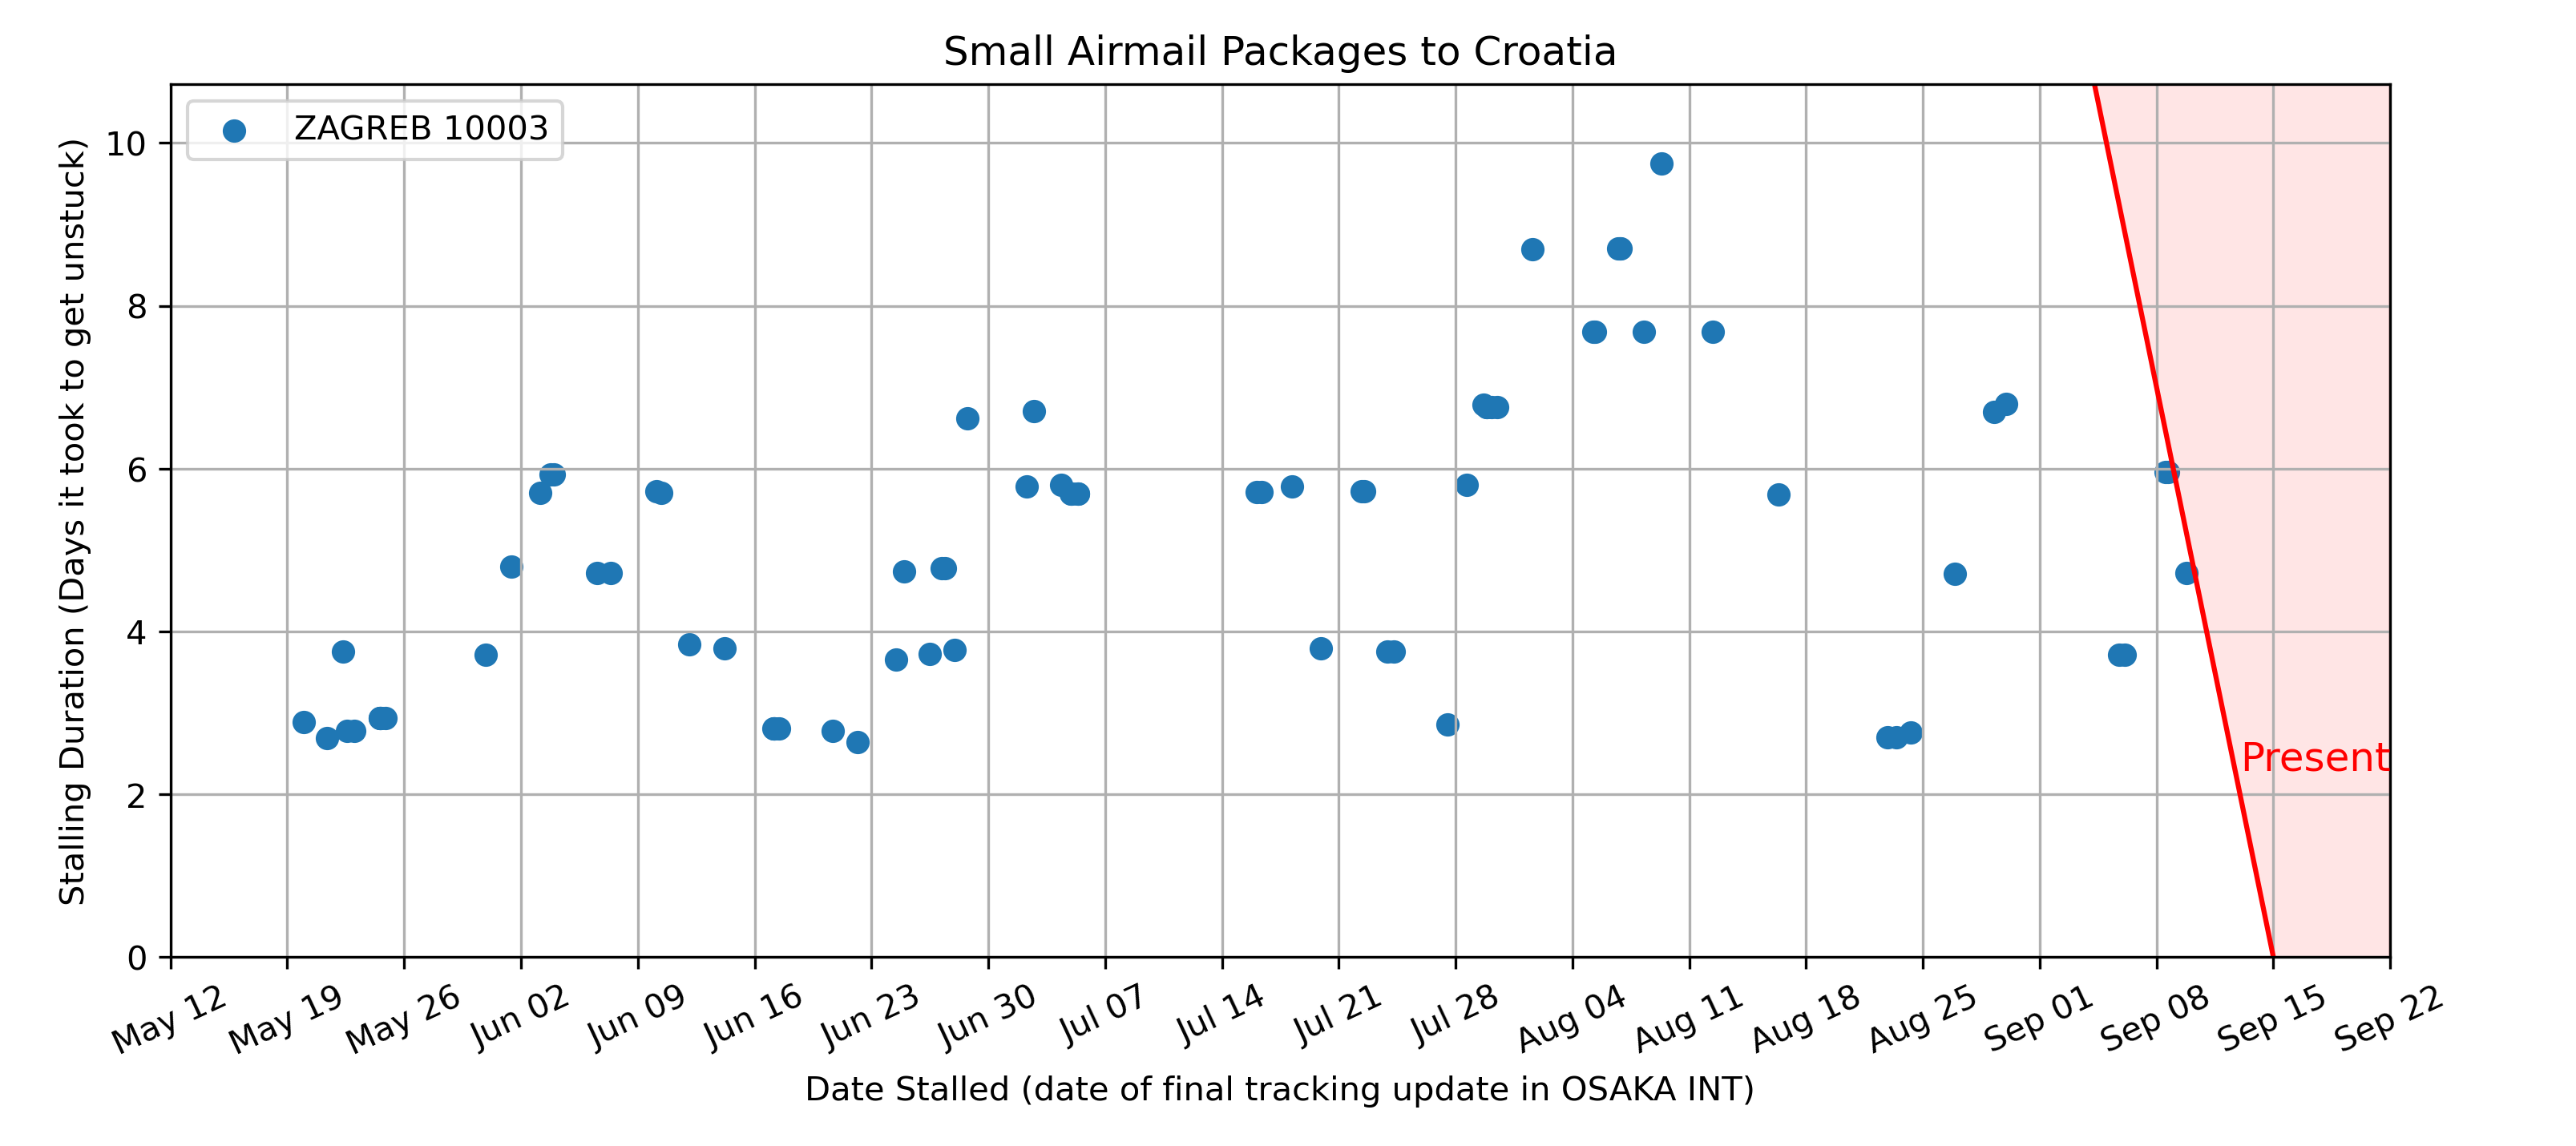 Small Airmail Packages to Croatia
ZAGREB 10003
Stalling Duration (Days it took to get unstuck)
10
8
6
4
2
0
Present
May 12 May 19 May 26 Jun 02 Jun 09 Jun 16 Jun 23 Jun 30 Jul 07 Jul 14 Jul 21 Jul 28 Aug 04 Aug 11 Aug 18 Aug 25 Sep 01 Sep 08 Sep 15 Sep 22
Date Stalled (date of final tracking update in OSAKA INT)